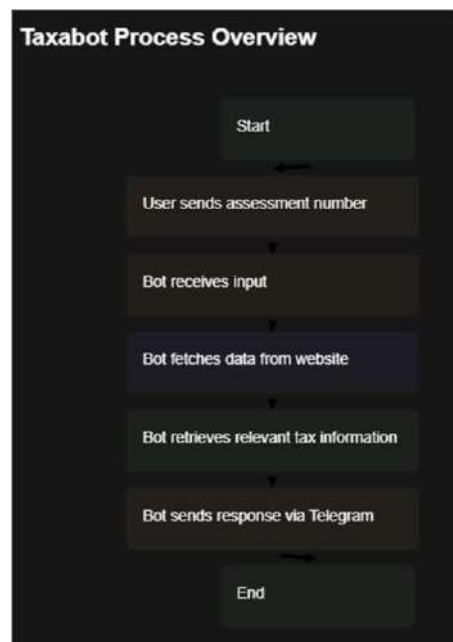 Taxabot Process Overview
Start
User sends assessment number
Bot receives input
Bot fetches data from website
Bot retrieves relevant tax information
Bot sends response via Telegram
End